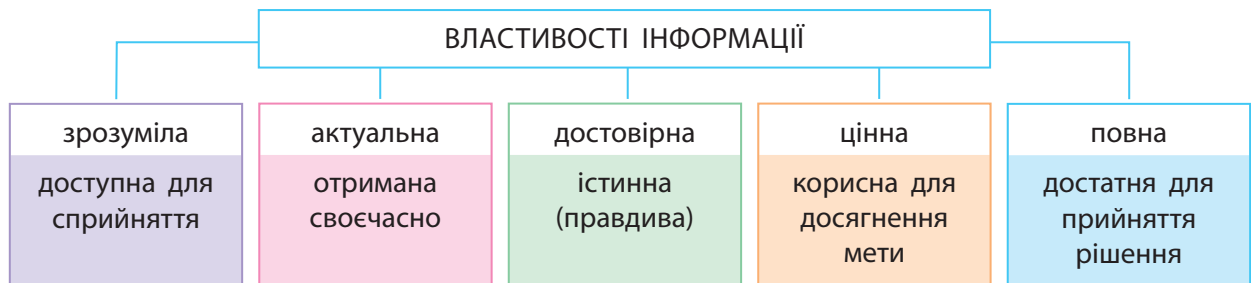 ВЛАСТИВОСТІ ІНФОРМАЦІЇ
зрозуміла
доступна для
сприйняття
актуальна
отримана
своєчасно
достовірна
істинна
(правдива)
цінна
корисна для
досягнення
мети
повна
достатня для
прийняття
рішення